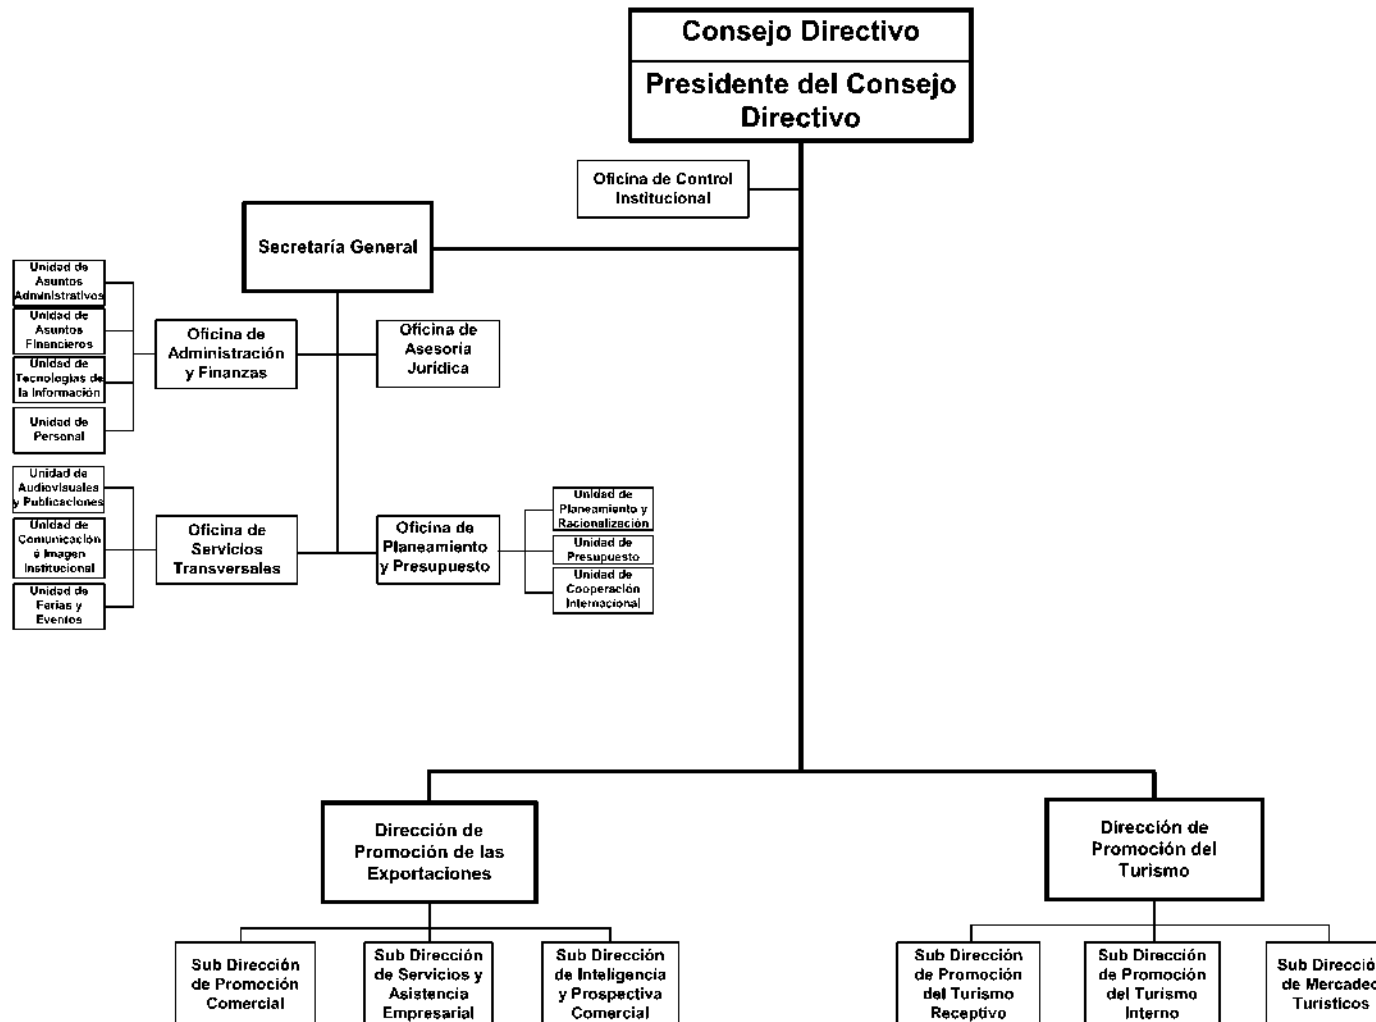 Consejo Directivo
Presidente del Consejo
Directivo
Oficina de Control
Institucional
Secretaría General
Unidad de
Asuntos
Administrativos
Unidad de
Asuntos
Financieros
Unidad de
Tecnologías de
la Información
Unidad de
Personal
Oficina de
Administración
y Finanzas
Oficina de
Asesoría
Jurídica
Unidad de
Audiovisuales
y Publicaciones
Unidad de
Comunicación
é Imagen
Institucional
Unidad de
Ferias y
Eventos
Oficina de
Servicios
Transversales
Oficina de
Planeamiento
y Presupuesto
Unidad de
Planeamiento y
Racionalización
Unidad de
Presupuesto
Unidad de
Cooperación
Internacional
Dirección de
Promoción de las
Exportaciones
Dirección de
Promoción del
Turismo
Sub Dirección
de Promoción
Comercial
Sub Dirección
de Servicios y
Asistencia
Empresarial
Sub Dirección
de Inteligencia
y Prospectiva
Comercial
Sub Dirección
de Promoción
del Turismo
Receptivo
Sub Dirección
de Promoción
del Turismo
Interno
Sub Direcció
de Mercadeo
Turísticos